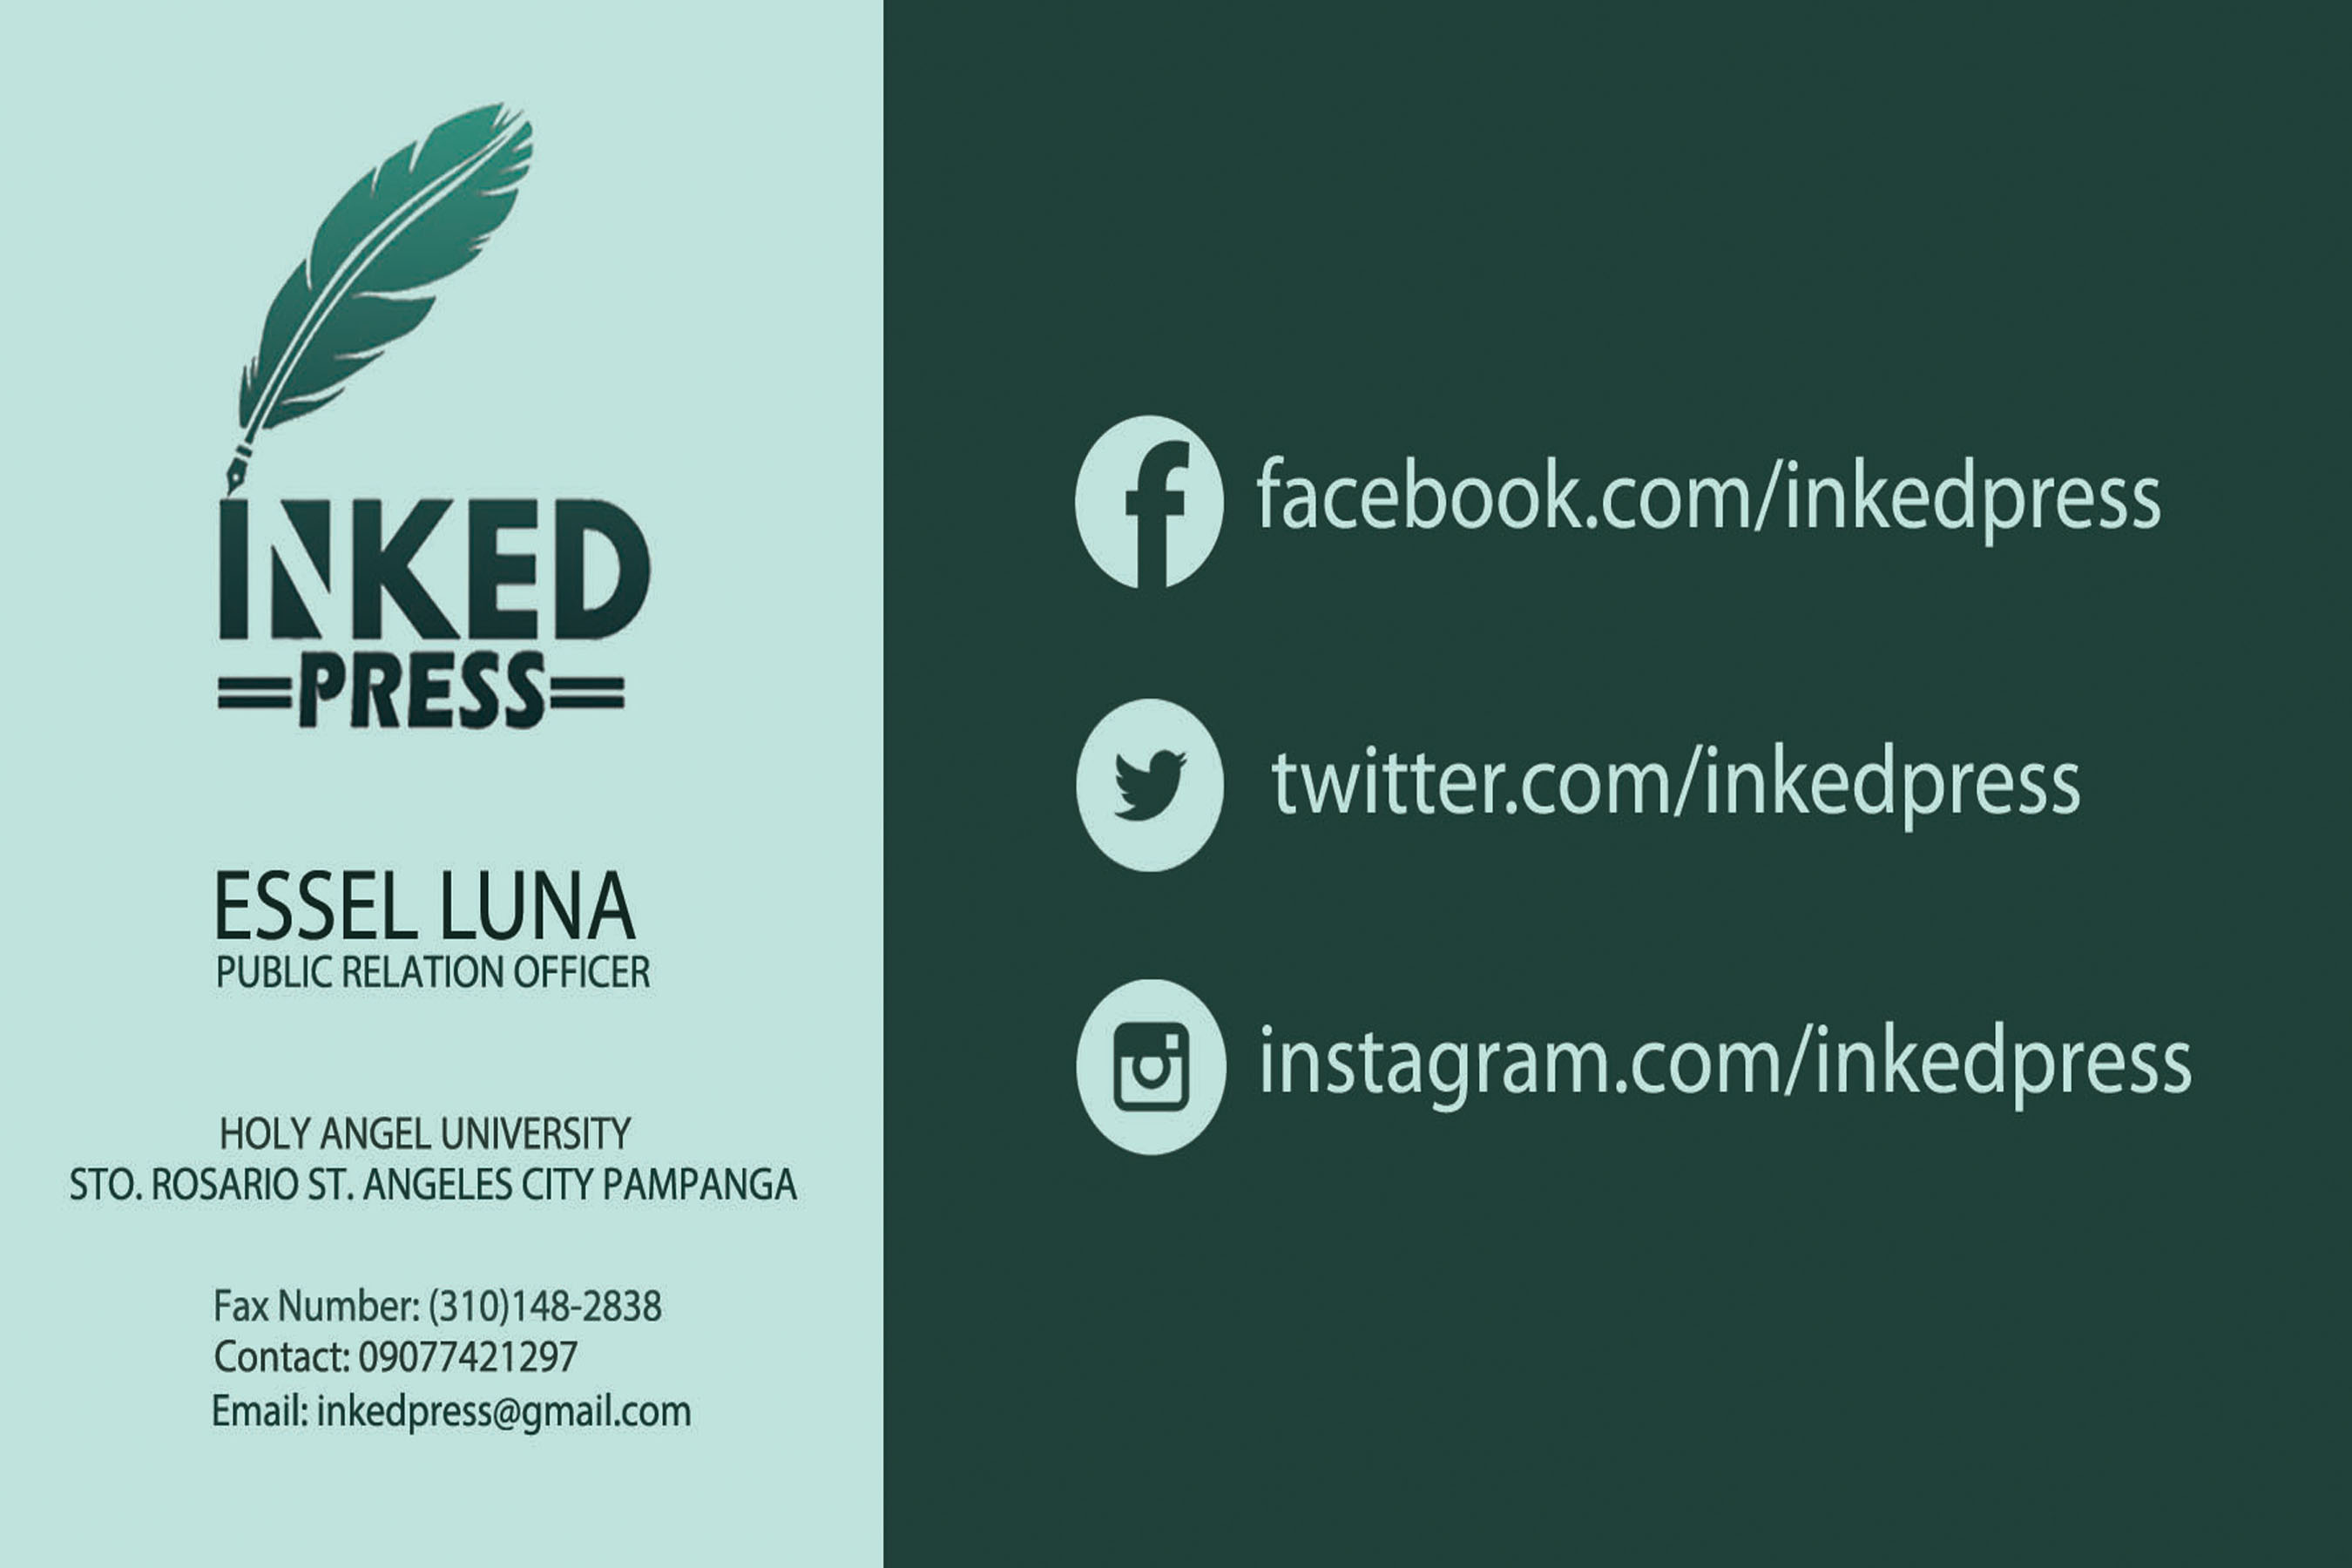 INKED
PRESS
ESSEL LUNA
PUBLIC RELATION OFFICER
HOLY ANGEL UNIVERSITY
STO. ROSARIO ST. ANGELES CITY PAMPANGA
Fax Number: (310)148-2838
Contact: 09077421297
Email: inkedpress@gmail.com
facebook.com/inkedpress
twitter.com/inkedpress
instagram.com/inkedpress